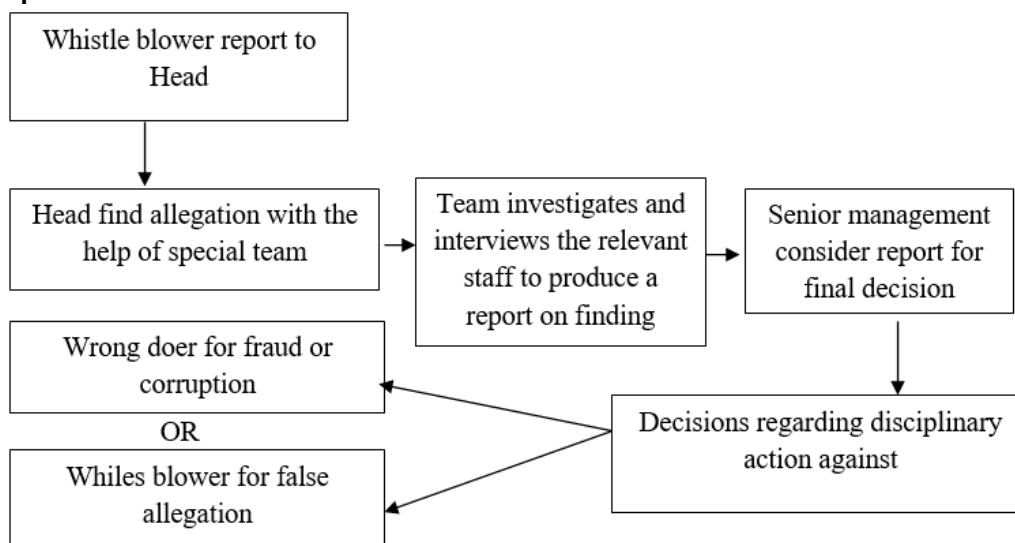 Whistle blower report to
Head
Head find allegation with the
help of special team
Team investigates and
interviews the relevant
staff to produce a
report on finding
Senior management
consider report for
final decision
Decisions regarding disciplinary
action against
Wrong doer for fraud or
corruption
OR
Whiles blower for false
allegation